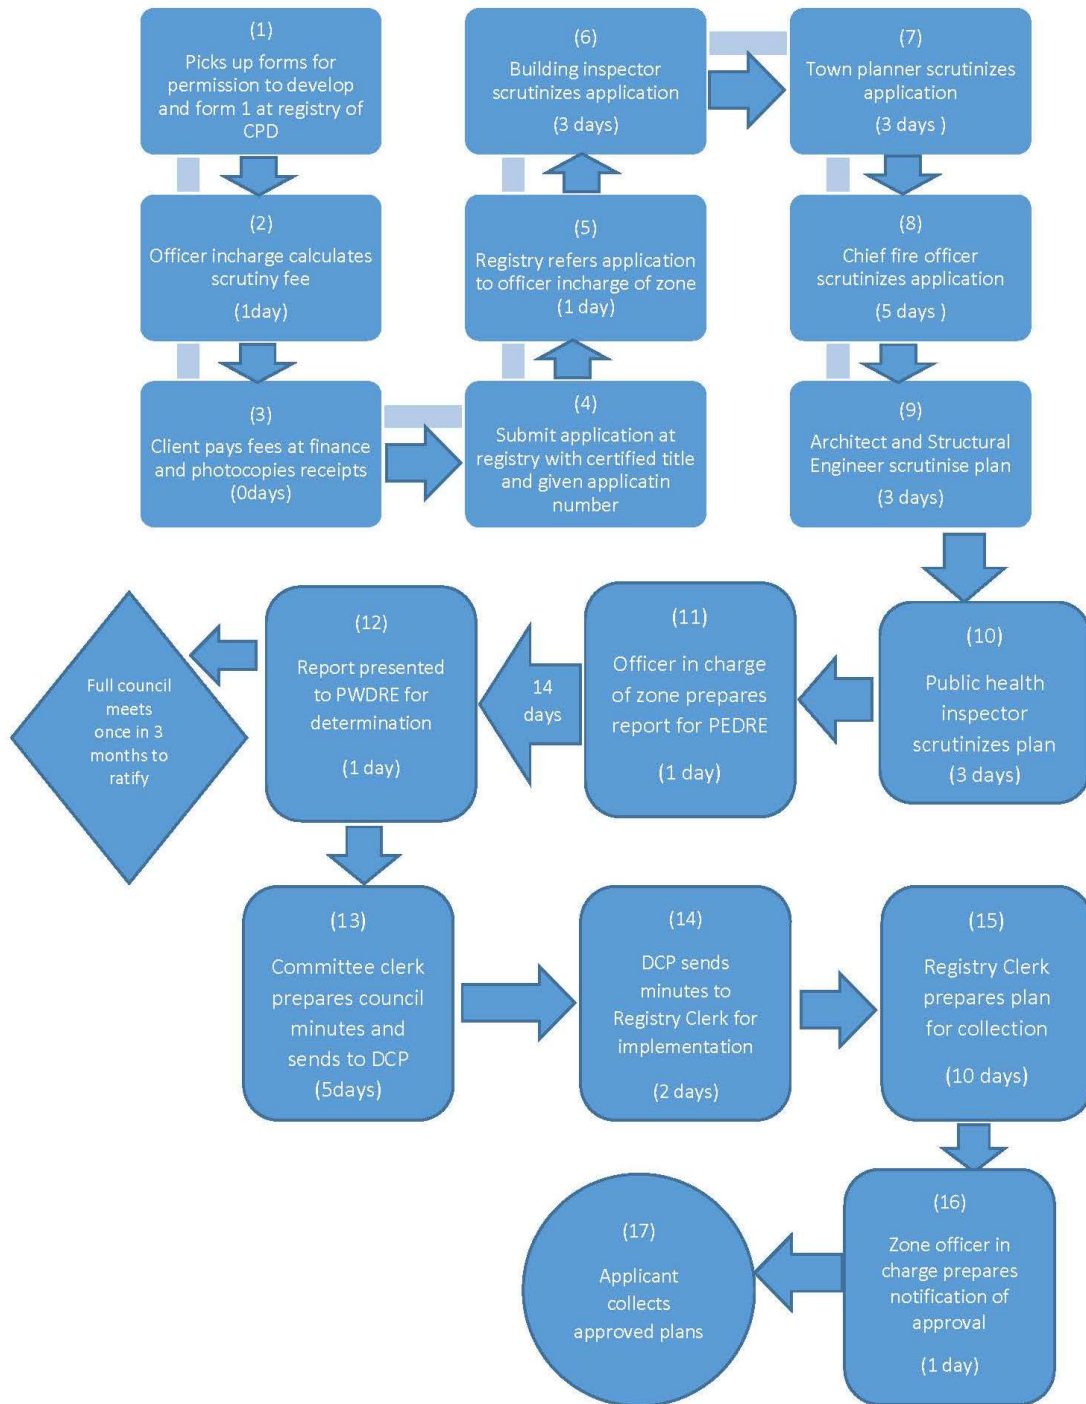 (1)
Picks up forms for
permission to develop
and form 1 at registry of
CPD
(2)
Officer incharge calculates
scrutiny fee
(1day)
(3)
Client pays fees at finance
and photocopies receipts
(0days)
(4)
Submit application at
registry with certified title
and given applicatin
number
(5)
Registry refers application
to officer incharge of zone
(1 day)
(6)
Building inspector
scrutinizes application
(3 days)
(7)
Town planner scrutinizes
application
(3 days )
(8)
Chief fire officer
scrutinizes application
(5 days )
(9)
Architect and Structural
Engineer scrutinise plan
(3 days)
(10)
Public health
inspector
scrutinizes plan
(3 days)
(11)
Officer in charge
of zone prepares
report for PEDRE
(1 day)
14
days
(12)
Report presented
to PWDRE for
determination
(1 day)
Full council
meets
once in 3
months to
ratify
(13)
Committee clerk
prepares council
minutes and
sends to DCP
(5days)
(14)
DCP sends
minutes to
Registry Clerk for
implementation
(2 days)
(15)
Registry Clerk
prepares plan
for collection
(10 days)
(16)
Zone officer in
charge prepares
notification of
approval
(1 day)
(17)
Applicant
collects
approved plans